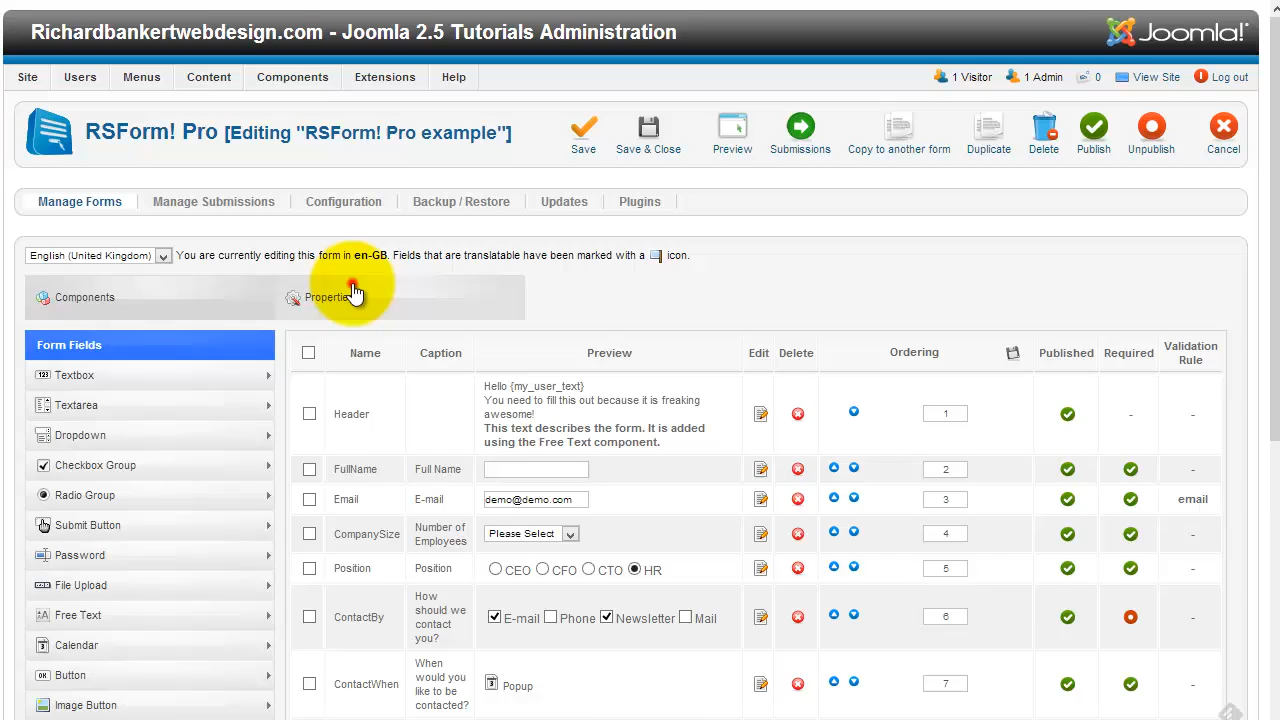 Richardbankertwebdesign.com - Joomla 2.5 Tutorials Administration
Joomla!
Site Users Menus Content Components Extensions Help
1 Visitor 1 Admin 0 View Site Log out
RSForm! Pro [Editing "RSForm! Pro example"]
Save Save & Close Preview Submissions Copy to another form Duplicate Delete Publish Unpublish Cancel
Manage Forms Manage Submissions Configuration Backup / Restore Updates Plugins
English (United Kingdom) You are currently editing this form in en-GB. Fields that are translatable have been marked with a icon.
Components Properties
Form Fields
Textbox
Textarea
Dropdown
Checkbox Group
Radio Group
Submit Button
Password
File Upload
Free Text
Calendar
Button
Image Button
Name Caption Preview Edit Delete Ordering Published Required Validation
Rule
Header
Hello {my_user_text}
You need to fill this out because it is freaking
awesome!
This text describes the form. It is added
using the Free Text component.
1 - -
FullName Full Name 2 -
Email E-mail demo@demo.com 3 email
CompanySize Number of
Employees Please Select 4 -
Position Position CEO CFO CTO HR 5 -
ContactBy How
should we
contact
you? E-mail Phone Newsletter Mail 6 -
ContactWhen When
would you
like to be
contacted? Popup 7 -